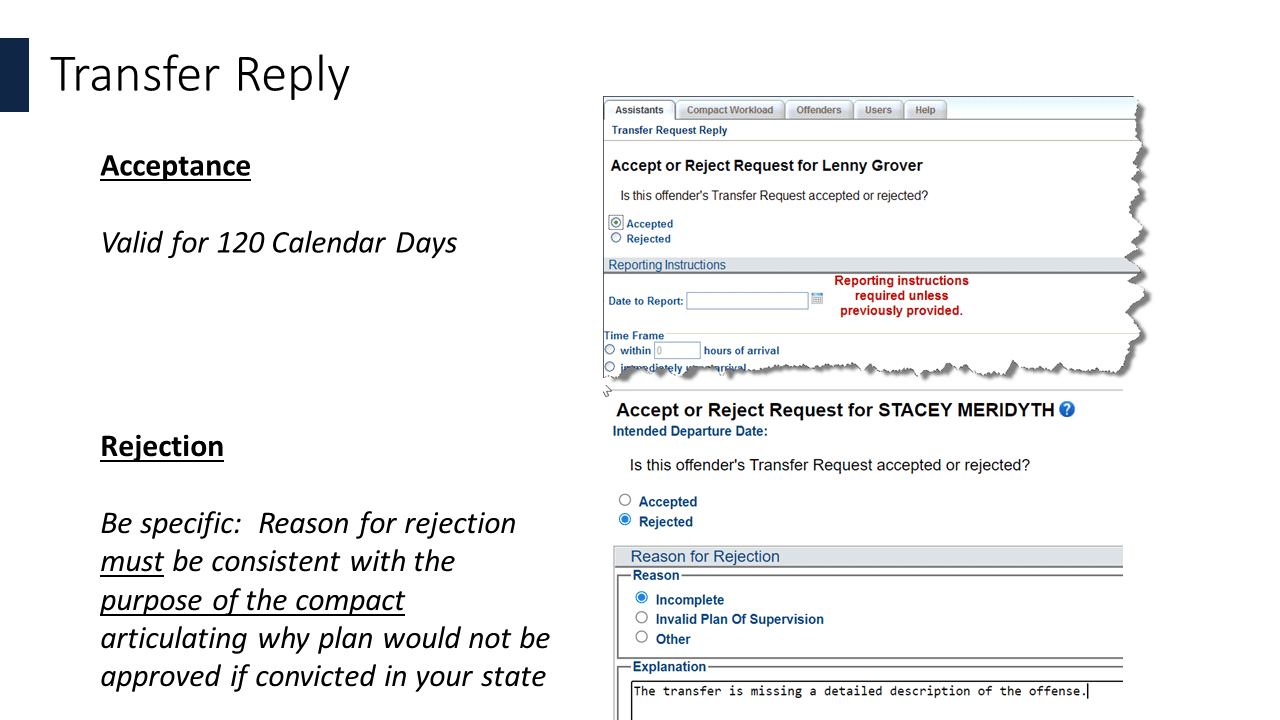 Transfer Reply
Acceptance
Valid for 120 Calendar Days
Rejection
Be specific:  Reason for rejection
must be consistent with the
purpose of the compact
articulating why plan would not be
approved if convicted in your state
Assistants Compact Workload Offenders Users Help
Transfer Request Reply
Accept or Reject Request for Lenny Grover
Is this offender's Transfer Request accepted or rejected?
Accepted
Rejected
Reporting Instructions
Reporting instructions
required unless
previously provided.
Date to Report:
Time Frame
within 0 hours of arrival
immediately upon arrival
Accept or Reject Request for STACEY MERIDYTH ?
Intended Departure Date:
Is this offender's Transfer Request accepted or rejected?
Accepted
Rejected
Reason for Rejection
Reason
Incomplete
Invalid Plan Of Supervision
Other
Explanation
The transfer is missing a detailed description of the offense.